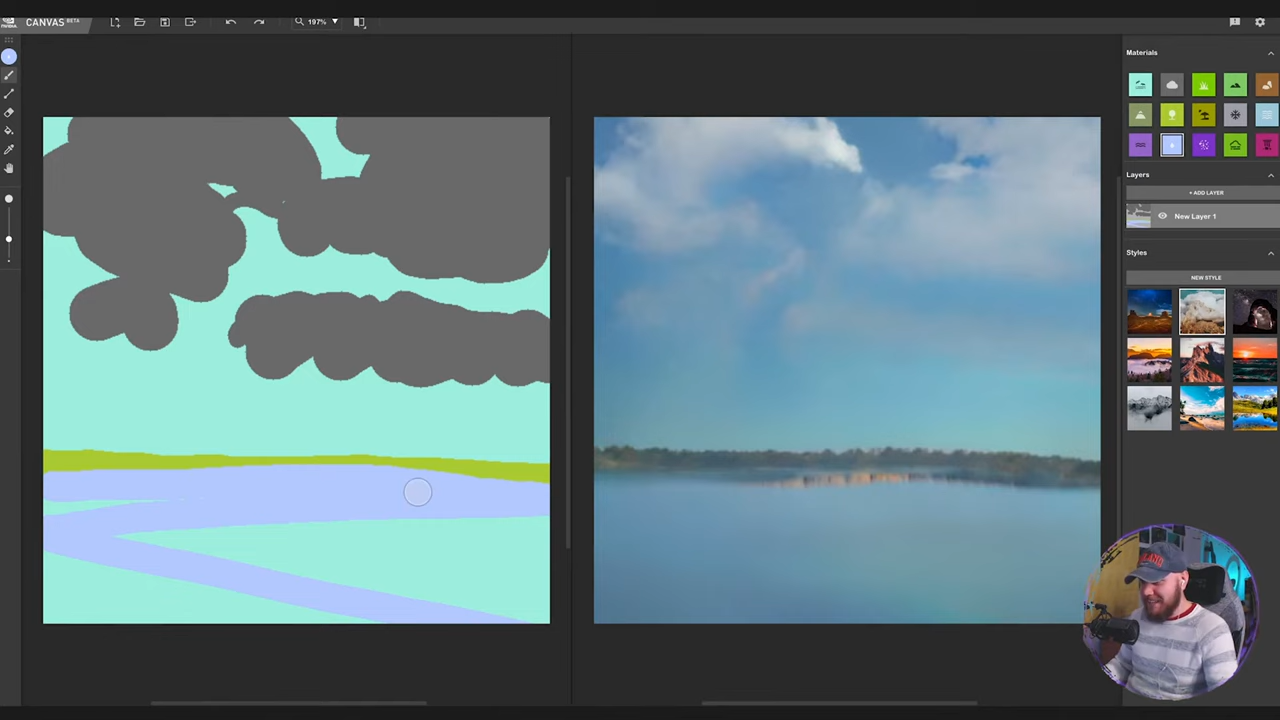 CANVAS BETA
197%
Materials
Layers
+ ADD LAYER
New Layer 1
Styles
NEW STYLE